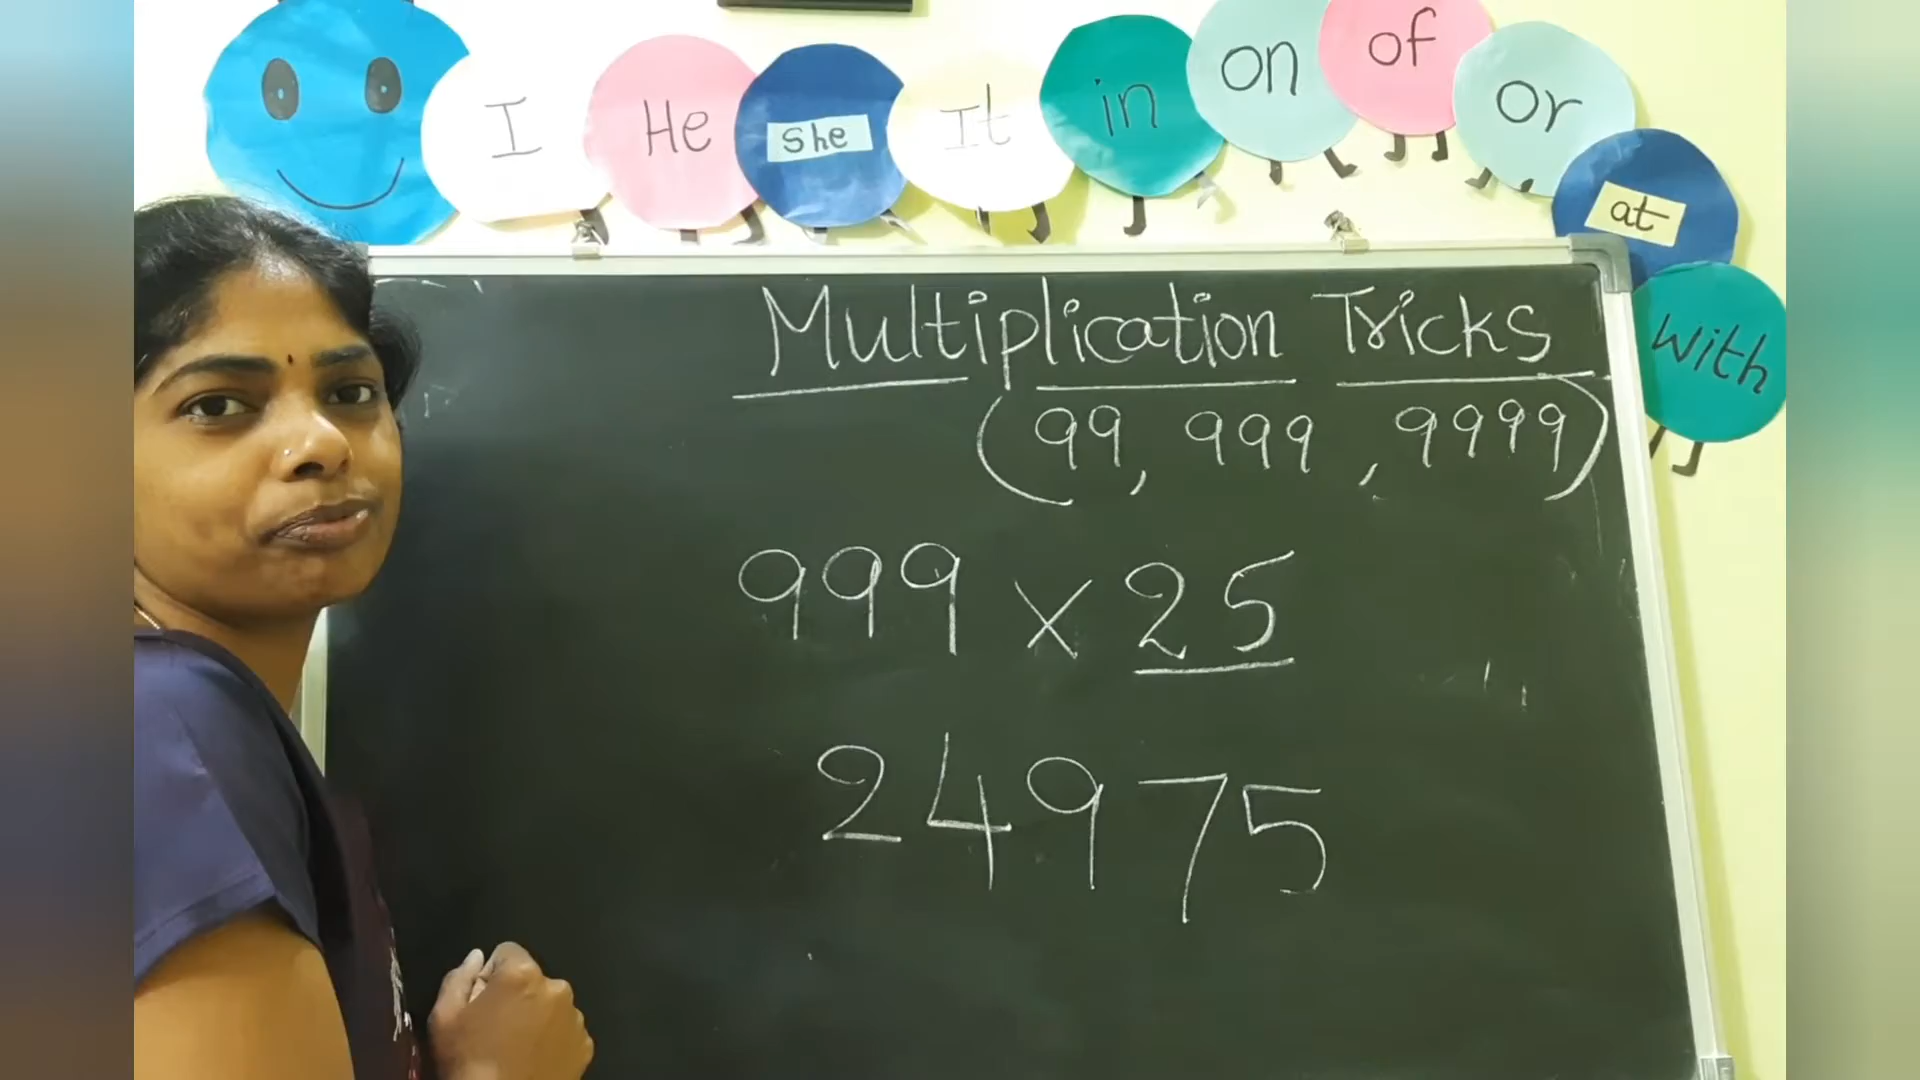 I He She It in on of or at with
Multiplication Tricks
(99, 999, 9999)
999 × 25
24975